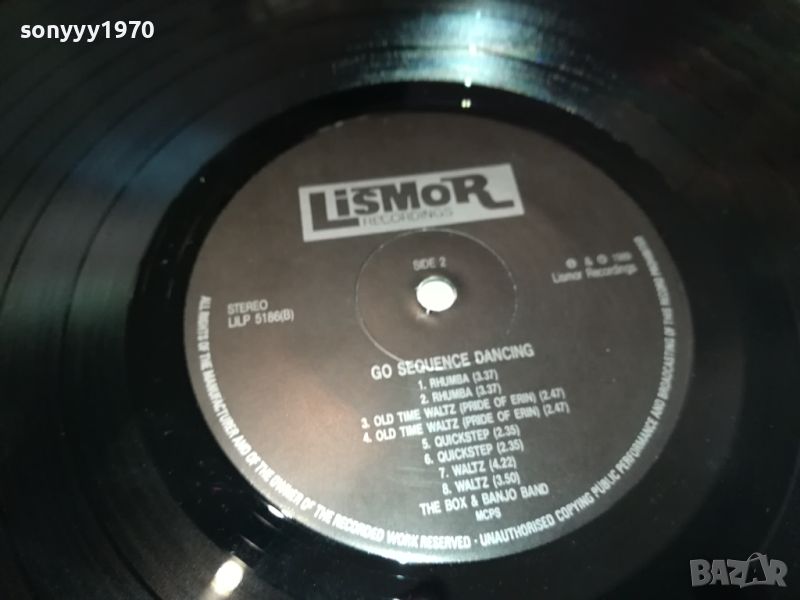 sonyyy1970
LiSMOR
RECORDINGS
SIDE 2
STEREO
LILP 5186(B)
Ⓟ & © 1989
Lismor Recordings
GO SEQUENCE DANCING
1. RHUMBA (3.37)
2. RHUMBA (3.37)
3. OLD TIME WALTZ (PRIDE OF ERIN) (2.47)
4. OLD TIME WALTZ (PRIDE OF ERIN) (2.47)
5. QUICKSTEP (2.35)
6. QUICKSTEP (2.35)
7. WALTZ (4.22)
8. WALTZ (3.50)
THE BOX & BANJO BAND
MCPS
ALL RIGHTS OF THE MANUFACTURER AND OF THE OWNER OF THE RECORDED WORK RESERVED · UNAUTHORISED COPYING PUBLIC PERFORMANCE AND BROADCASTING OF THIS RECORD PROHIBITED
BAZAR